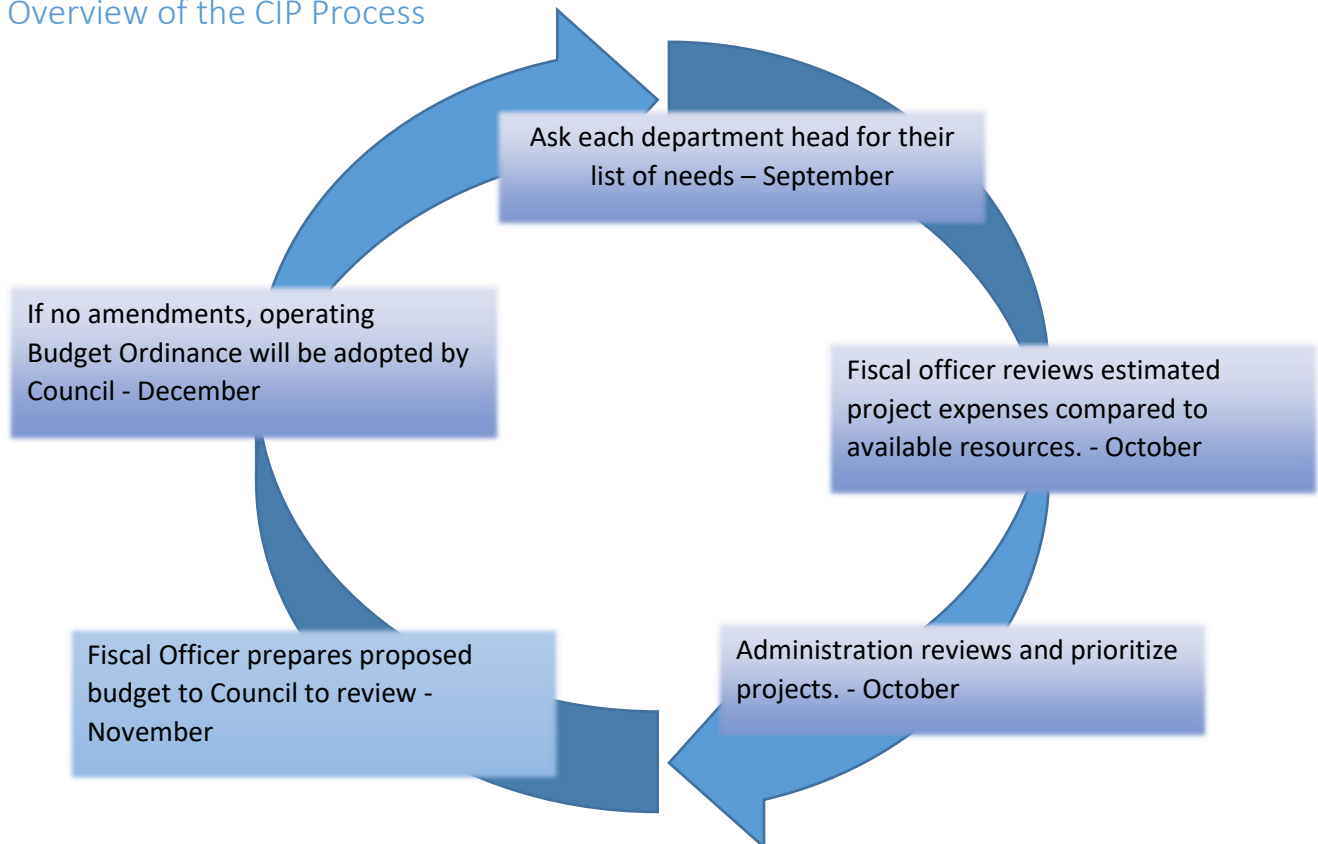 Overview of the CIP Process
Ask each department head for their
list of needs – September
Fiscal officer reviews estimated
project expenses compared to
available resources. - October
Administration reviews and prioritize
projects. - October
Fiscal Officer prepares proposed
budget to Council to review -
November
If no amendments, operating
Budget Ordinance will be adopted by
Council - December